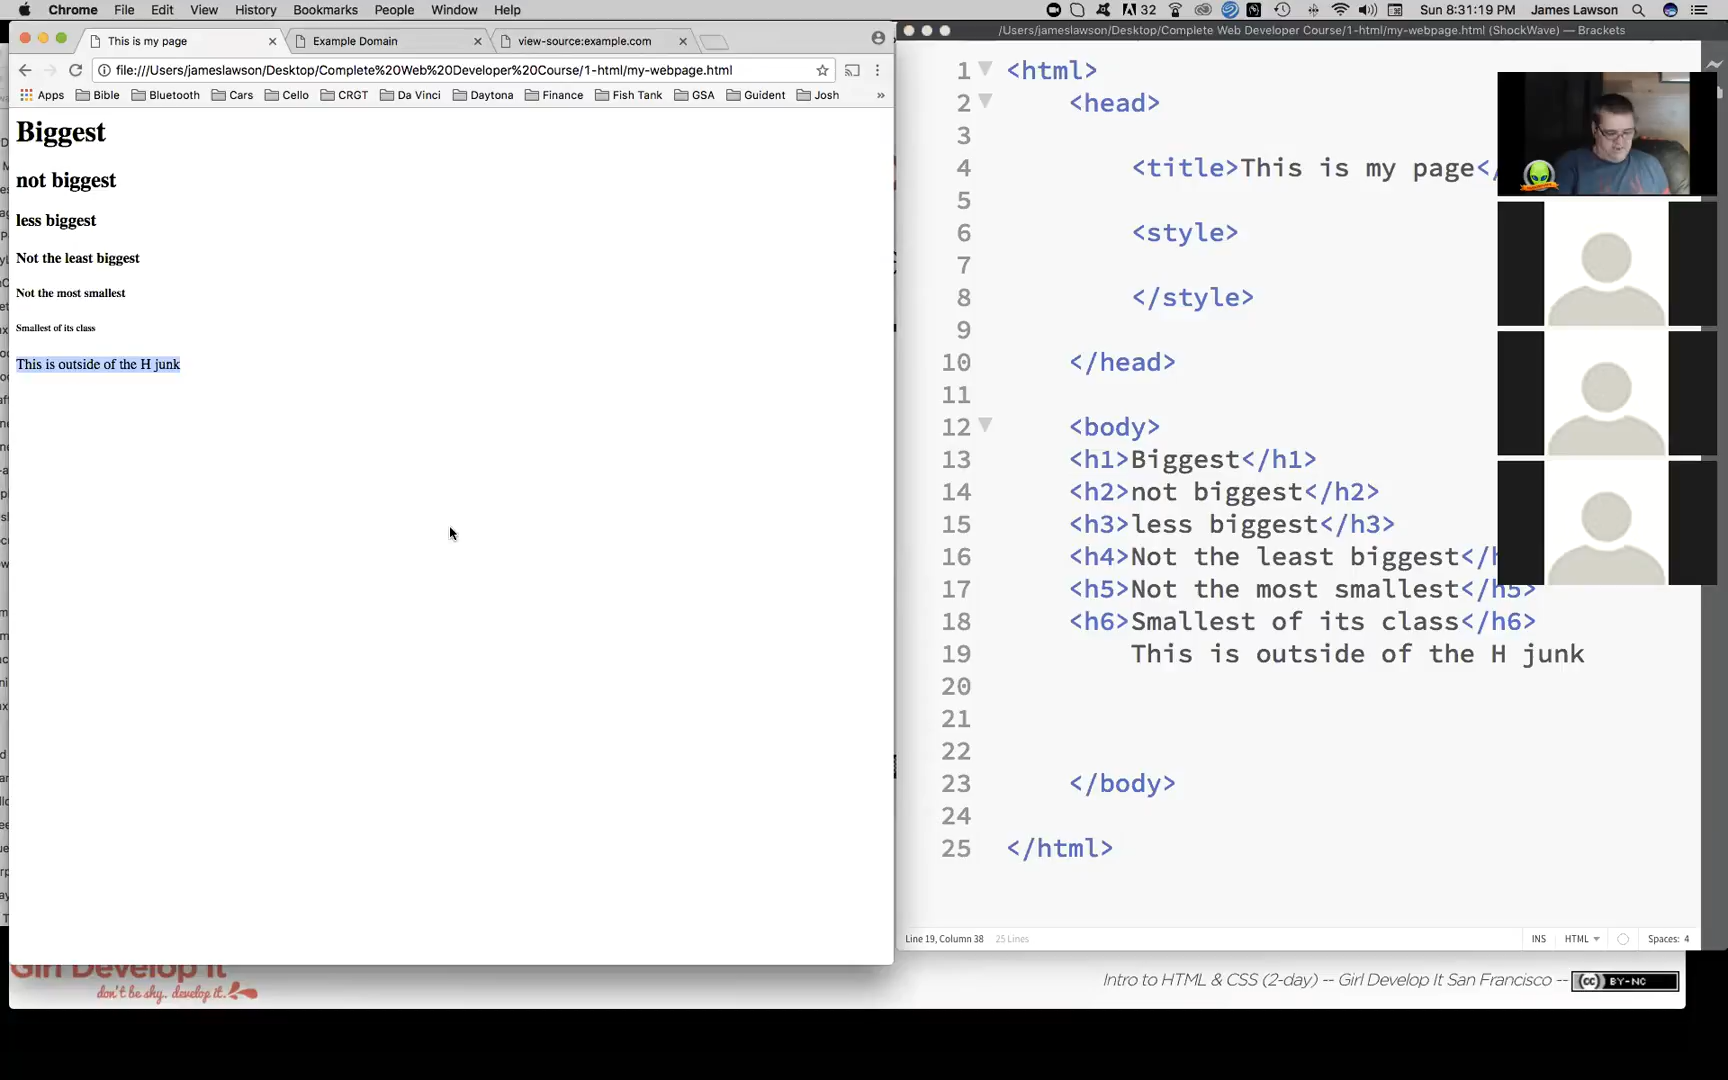 Chrome File Edit View History Bookmarks People Window Help
32 Sun 8:31:19 PM James Lawson
This is my page
Example Domain
view-source:example.com
file:///Users/jameslawson/Desktop/Complete%20Web%20Developer%20Course/1-html/my-webpage.html
Apps Bible Bluetooth Cars Cello CRGT Da Vinci Daytona Finance Fish Tank GSA Guident Josh »
Biggest
not biggest
less biggest
Not the least biggest
Not the most smallest
Smallest of its class
This is outside of the H junk
/Users/jameslawson/Desktop/Complete Web Developer Course/1-html/my-webpage.html (ShockWave) — Brackets
1 <html>
2 <head>
3
4 <title>This is my page</
5
6 <style>
7
8 </style>
9
10 </head>
11
12 <body>
13 <h1>Biggest</h1>
14 <h2>not biggest</h2>
15 <h3>less biggest</h3>
16 <h4>Not the least biggest</h
17 <h5>Not the most smallest</h5>
18 <h6>Smallest of its class</h6>
19 This is outside of the H junk
20
21
22
23 </body>
24
25 </html>
Line 19, Column 38 25 Lines
INS HTML Spaces: 4
Girl Develop It
don't be shy. develop it.
Intro to HTML & CSS (2-day) -- Girl Develop It San Francisco --
cc BY-NC